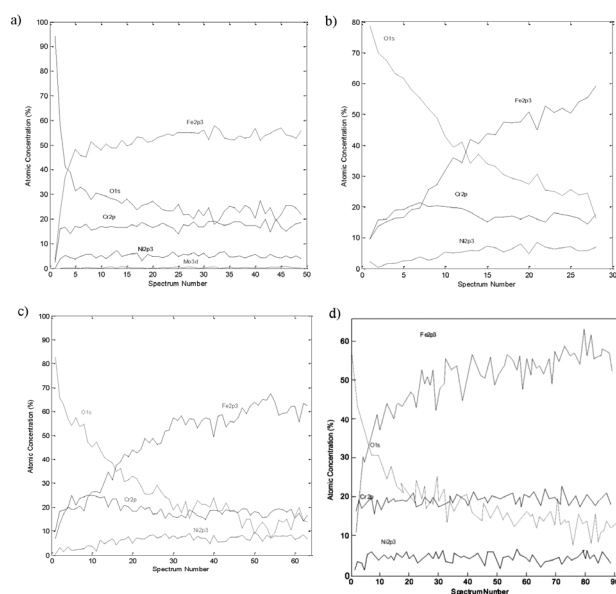 a)
100
90
80
70
60
50
40
30
20
10
0
Atomic Concentration (%)
Fe2p3
O1s
Cr2p
Ni2p3
Mo3d
0 5 10 15 20 25 30 35 40 45 50
Spectrum Number
b)
80
70
60
50
40
30
20
10
0
Atomic Concentration (%)
O1s
Fe2p3
Cr2p
Ni2p3
0 5 10 15 20 25
Spectrum Number
c)
100
90
80
70
60
50
40
30
20
10
0
Atomic Concentration (%)
O1s
Fe2p3
Cr2p
Ni2p3
0 10 20 30 40 50 60
Spectrum Number
d)
60
50
40
30
20
10
0
Atomic Concentration (%)
Fe2p3
O1s
Cr2p
Ni2p3
0 10 20 30 40 50 60 70 80 90
Spectrum Number